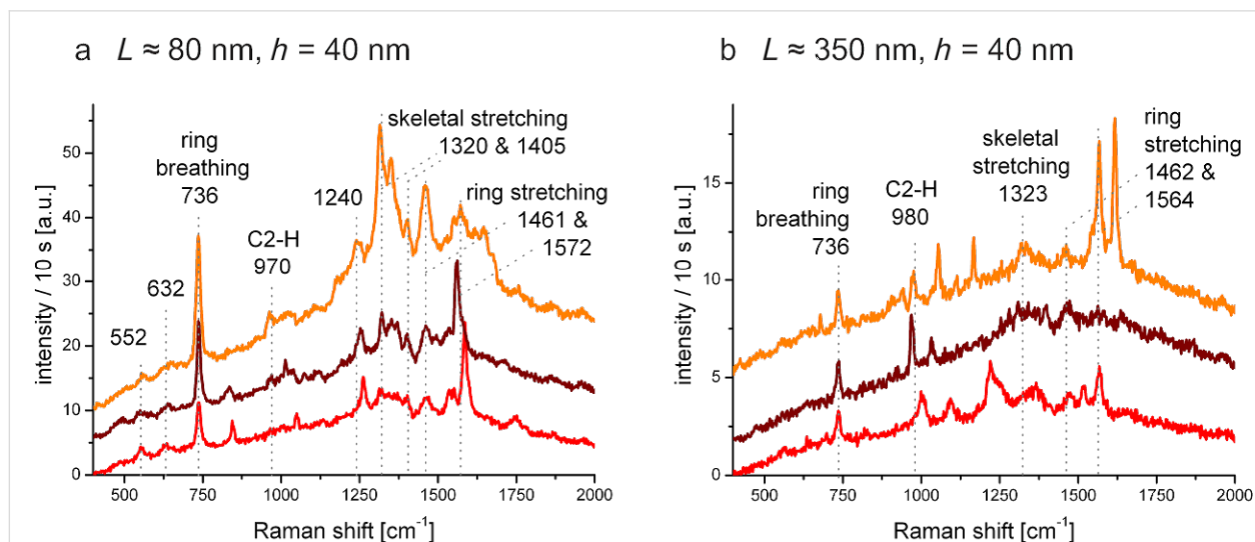 a L ≈ 80 nm, h = 40 nm
intensity / 10 s [a.u.]
50
40
30
20
10
0
552
632
ring
breathing
736
C2-H
970
1240
skeletal stretching
1320 & 1405
ring stretching
1461 &
1572
500 750 1000 1250 1500 1750 2000
Raman shift [cm⁻¹]
b L ≈ 350 nm, h = 40 nm
intensity / 10 s [a.u.]
15
10
5
0
ring
breathing
736
C2-H
980
skeletal
stretching
1323
ring
stretching
1462 &
1564
500 750 1000 1250 1500 1750 2000
Raman shift [cm⁻¹]